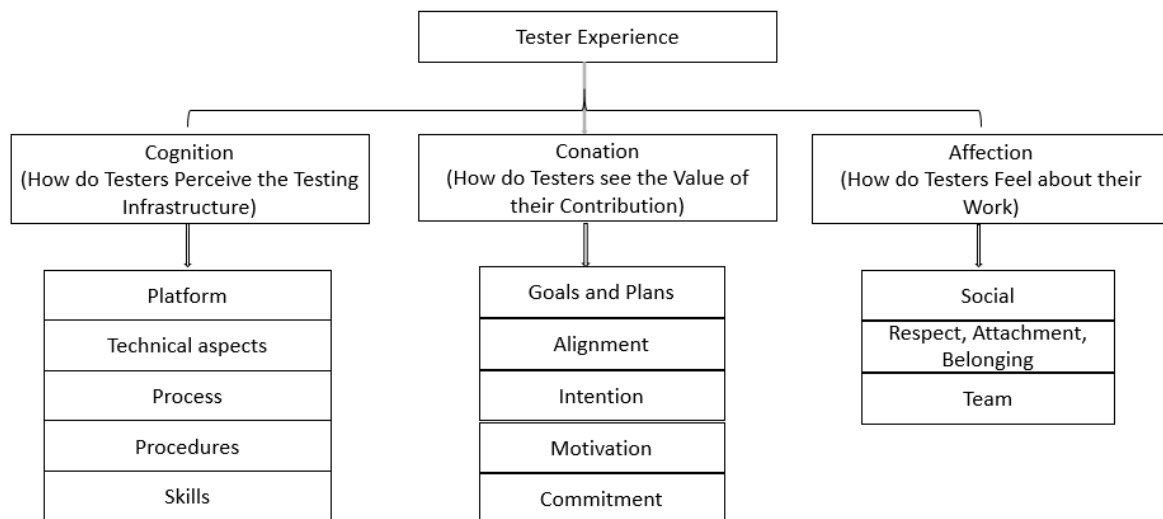 Tester Experience
Cognition
(How do Testers Perceive the Testing
Infrastructure)
Conation
(How do Testers see the Value of
their Contribution)
Affection
(How do Testers Feel about their
Work)
Platform
Technical aspects
Process
Procedures
Skills
Goals and Plans
Alignment
Intention
Motivation
Commitment
Social
Respect, Attachment,
Belonging
Team